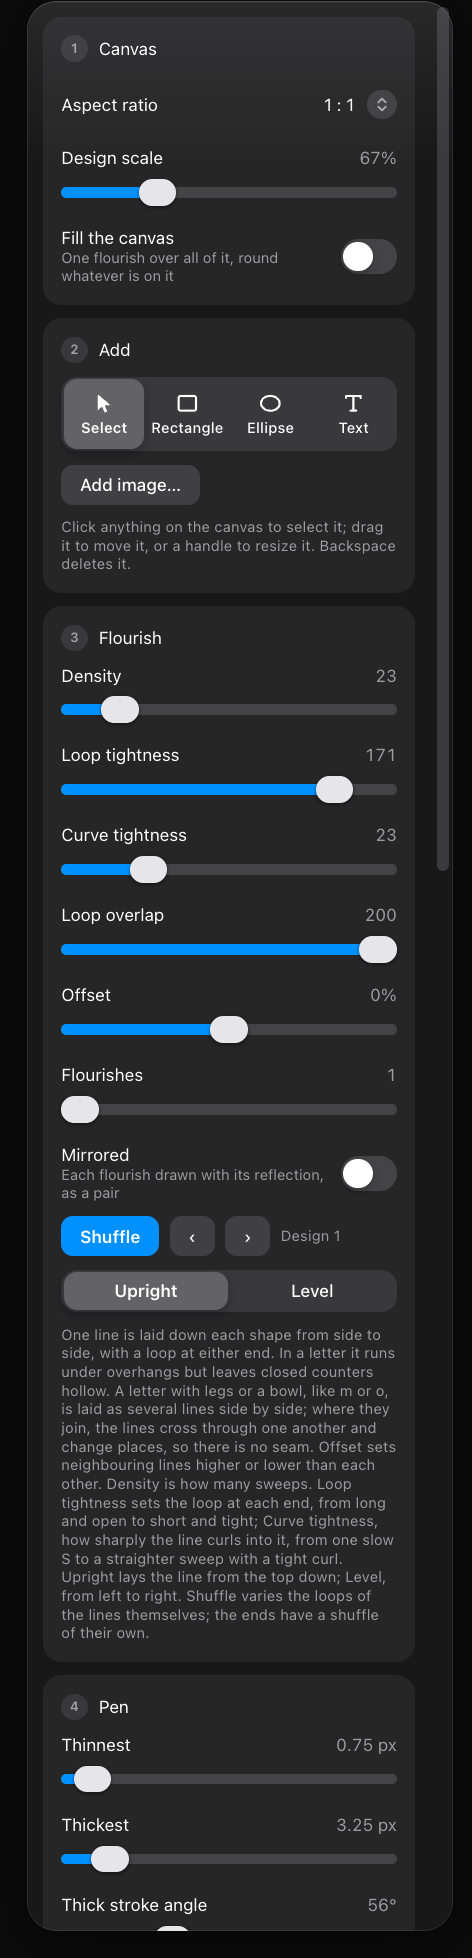 1 Canvas
Aspect ratio 1 : 1
Design scale 67%
Fill the canvas
One flourish over all of it, round
whatever is on it
2 Add
Select Rectangle Ellipse Text
Add image...
Click anything on the canvas to select it; drag
it to move it, or a handle to resize it. Backspace
deletes it.
3 Flourish
Density 23
Loop tightness 171
Curve tightness 23
Loop overlap 200
Offset 0%
Flourishes 1
Mirrored
Each flourish drawn with its reflection,
as a pair
Shuffle ‹ › Design 1
Upright Level
One line is laid down each shape from side to
side, with a loop at either end. In a letter it runs
under overhangs but leaves closed counters
hollow. A letter with legs or a bowl, like m or o,
is laid as several lines side by side; where they
join, the lines cross through one another and
change places, so there is no seam. Offset sets
neighbouring lines higher or lower than each
other. Density is how many sweeps. Loop
tightness sets the loop at each end, from long
and open to short and tight; Curve tightness,
how sharply the line curls into it, from one slow
S to a straighter sweep with a tight curl.
Upright lays the line from the top down; Level,
from left to right. Shuffle varies the loops of
the lines themselves; the ends have a shuffle
of their own.
4 Pen
Thinnest 0.75 px
Thickest 3.25 px
Thick stroke angle 56°